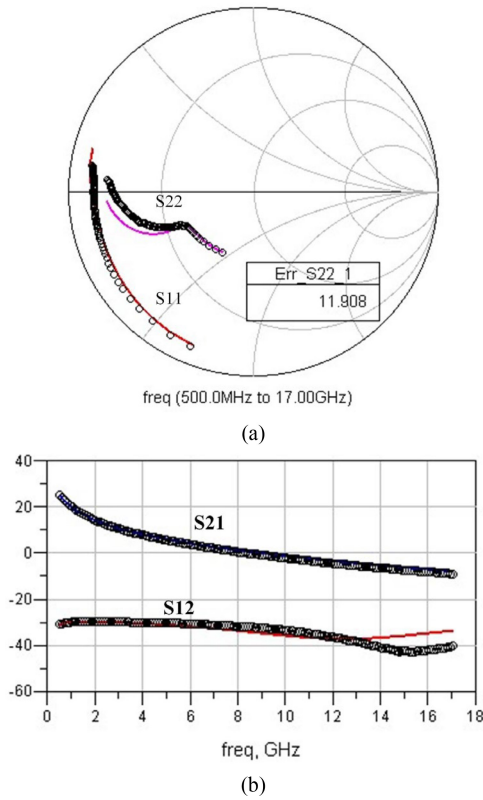 S22
S11
Err_S22_1
11.908
freq (500.0MHz to 17.00GHz)
(a)
40
20
0
-20
-40
-60
S21
S12
0 2 4 6 8 10 12 14 16 18
freq, GHz
(b)